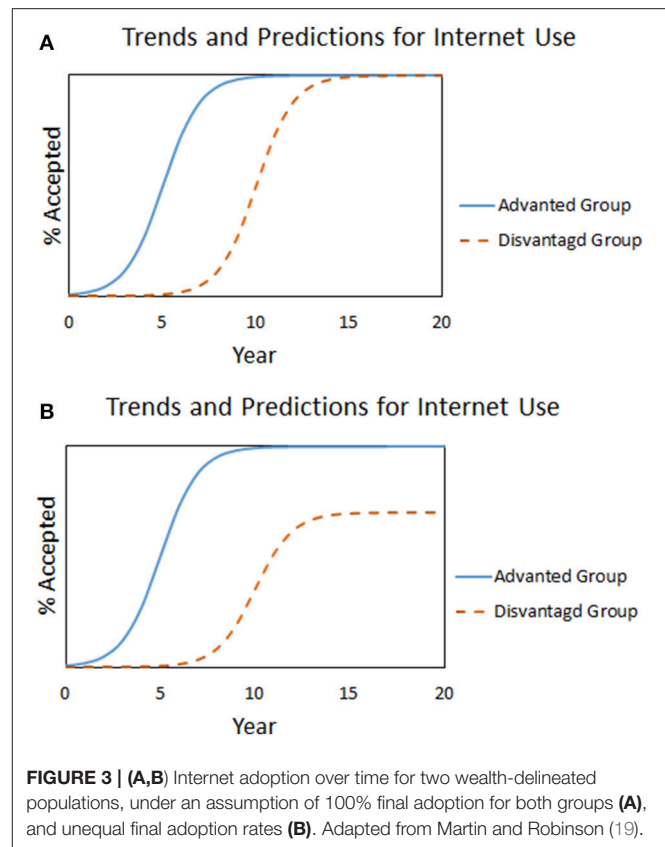 A
Trends and Predictions for Internet Use
% Accepted
Advanted Group
Disvantagd Group
0 5 10 15 20
Year
B
Trends and Predictions for Internet Use
% Accepted
Advanted Group
Disvantagd Group
0 5 10 15 20
Year
FIGURE 3 | (A,B) Internet adoption over time for two wealth-delineated
populations, under an assumption of 100% final adoption for both groups (A),
and unequal final adoption rates (B). Adapted from Martin and Robinson (19).